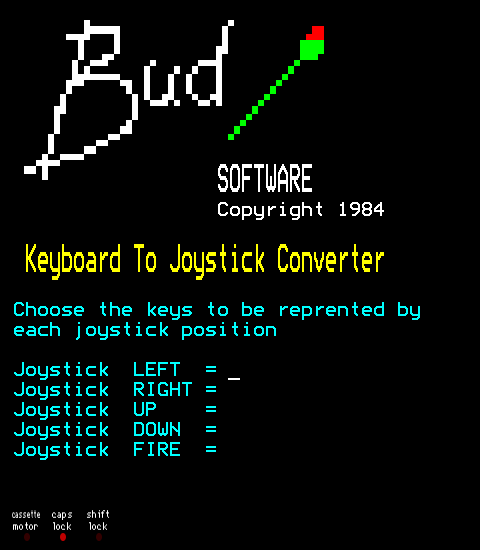 Bud
SOFTWARE
Copyright 1984
Keyboard To Joystick Converter
Choose the keys to be reprented by
each joystick position
Joystick LEFT = _
Joystick RIGHT =
Joystick UP =
Joystick DOWN =
Joystick FIRE =
cassette caps shift
motor lock lock